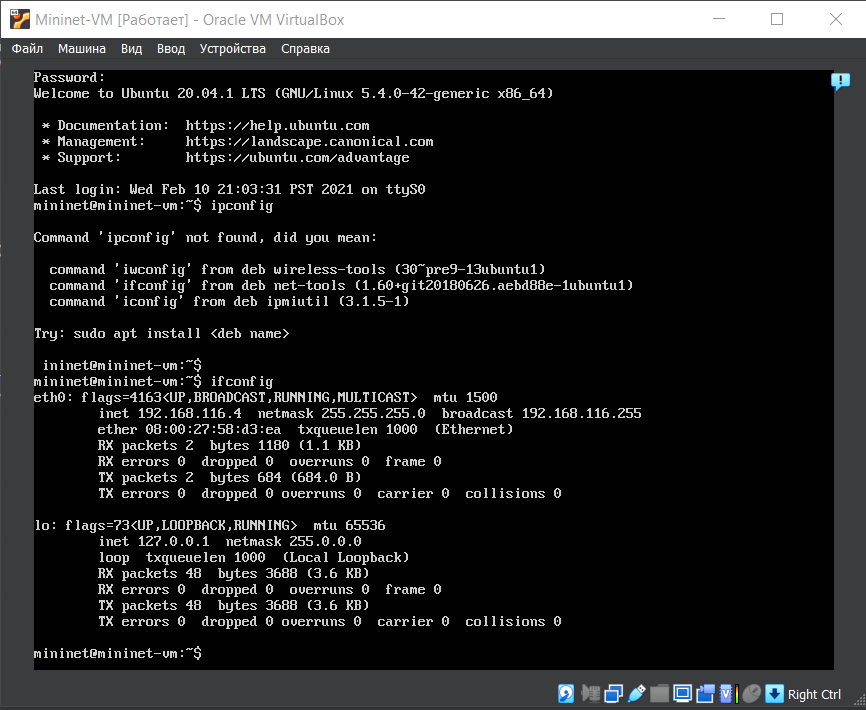 Mininet-VM [Работает] - Oracle VM VirtualBox
Файл Машина Вид Ввод Устройства Справка
Password:
Welcome to Ubuntu 20.04.1 LTS (GNU/Linux 5.4.0-42-generic x86_64)
* Documentation:  https://help.ubuntu.com
* Management:     https://landscape.canonical.com
* Support:        https://ubuntu.com/advantage
Last login: Wed Feb 10 21:03:31 PST 2021 on ttyS0
mininet@mininet-vm:~$ ipconfig
Command 'ipconfig' not found, did you mean:
command 'iwconfig' from deb wireless-tools (30~pre9-13ubuntu1)
command 'ifconfig' from deb net-tools (1.60+git20180626.aebd88e-1ubuntu1)
command 'iconfig' from deb ipmiutil (3.1.5-1)
Try: sudo apt install <deb name>
ininet@mininet-vm:~$
mininet@mininet-vm:~$ ifconfig
eth0: flags=4163<UP,BROADCAST,RUNNING,MULTICAST>  mtu 1500
inet 192.168.116.4  netmask 255.255.255.0  broadcast 192.168.116.255
ether 08:00:27:58:d3:ea  txqueuelen 1000  (Ethernet)
RX packets 2  bytes 1180 (1.1 KB)
RX errors 0  dropped 0  overruns 0  frame 0
TX packets 2  bytes 684 (684.0 B)
TX errors 0  dropped 0 overruns 0  carrier 0  collisions 0
lo: flags=73<UP,LOOPBACK,RUNNING>  mtu 65536
inet 127.0.0.1  netmask 255.0.0.0
loop  txqueuelen 1000  (Local Loopback)
RX packets 48  bytes 3688 (3.6 KB)
RX errors 0  dropped 0  overruns 0  frame 0
TX packets 48  bytes 3688 (3.6 KB)
TX errors 0  dropped 0 overruns 0  carrier 0  collisions 0
mininet@mininet-vm:~$
Right Ctrl